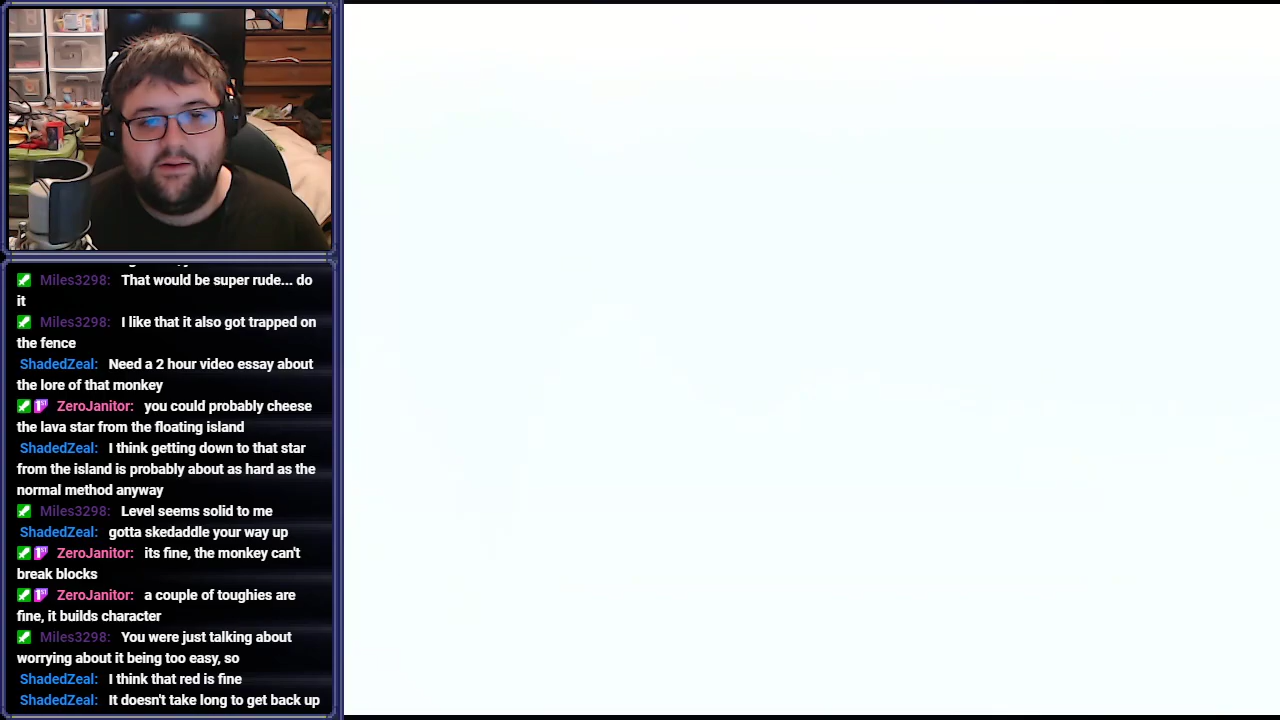 Miles3298: That would be super rude... do
it
Miles3298: I like that it also got trapped on
the fence
ShadedZeal: Need a 2 hour video essay about
the lore of that monkey
ZeroJanitor: you could probably cheese
the lava star from the floating island
ShadedZeal: I think getting down to that star
from the island is probably about as hard as the
normal method anyway
Miles3298: Level seems solid to me
ShadedZeal: gotta skedaddle your way up
ZeroJanitor: its fine, the monkey can't
break blocks
ZeroJanitor: a couple of toughies are
fine, it builds character
Miles3298: You were just talking about
worrying about it being too easy, so
ShadedZeal: I think that red is fine
ShadedZeal: It doesn't take long to get back up